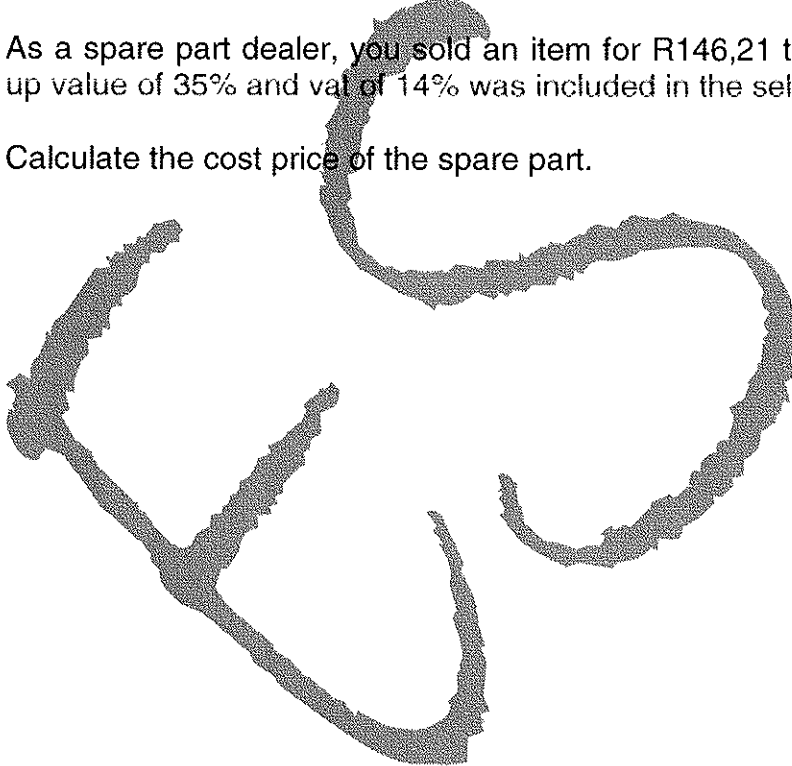 As a spare part dealer, you sold an item for R146,21 t
up value of 35% and vat of 14% was included in the sel
Calculate the cost price of the spare part.